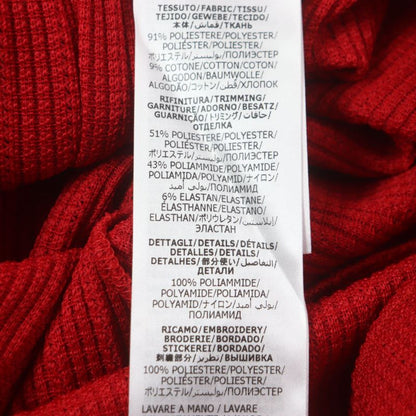 TESSUTO/FABRIC/TISSU/
TEJIDO/GEWEBE/TECIDO/
本体/قماش/ТКАНЬ
91% POLIESTERE/POLYESTER/
POLYESTER/POLIÉSTER/
POLYESTER/POLIÉSTER/
ポリエステル/بوليستر/ПОЛИЭСТЕР
9% COTONE/COTTON/COTON/
ALGODÓN/BAUMWOLLE/
ALGODÃO/コットン/قطن/ХЛОПОК
RIFINITURA/TRIMMING/
GARNITURE/ADORNO/BESATZ/
GUARNIÇÃO/トリミング/حافات/
ОТДЕЛКА
51% POLIESTERE/POLYESTER/
POLYESTER/POLIÉSTER/
POLYESTER/POLIÉSTER/
ポリエステル/بوليستر/ПОЛИЭСТЕР
43% POLIAMMIDE/POLYAMIDE/
POLYAMIDE/POLIAMIDA/
POLYAMID/POLIAMIDA/ナイロン/
بولي أميد/ПОЛИАМИД
6% ELASTAN/ELASTANE/
ÉLASTHANNE/ELASTANO/
ELASTHAN/ポリウレタン/إيلاستين/
ЭЛАСТАН
DETTAGLI/DETAILS/DÉTAILS/
DETALLES/DETAILS/
DETALHES/部分使い/التفاصيل/
ДЕТАЛИ
100% POLIAMMIDE/
POLYAMIDE/POLYAMIDE/
POLIAMIDA/POLYAMID/
POLIAMIDA/ナイロン/بولي أميد/
ПОЛИАМИД
RICAMO/EMBROIDERY/
BRODERIE/BORDADO/
STICKEREI/BORDADO/
刺繍部分/تطريز/ВЫШИВКА
100% POLIESTERE/
POLYESTER/POLYESTER/
POLIÉSTER/POLYESTER/
POLIÉSTER/ポリエステル/
بوليستر/ПОЛИЭСТЕР
LAVARE A MANO / LAVARE